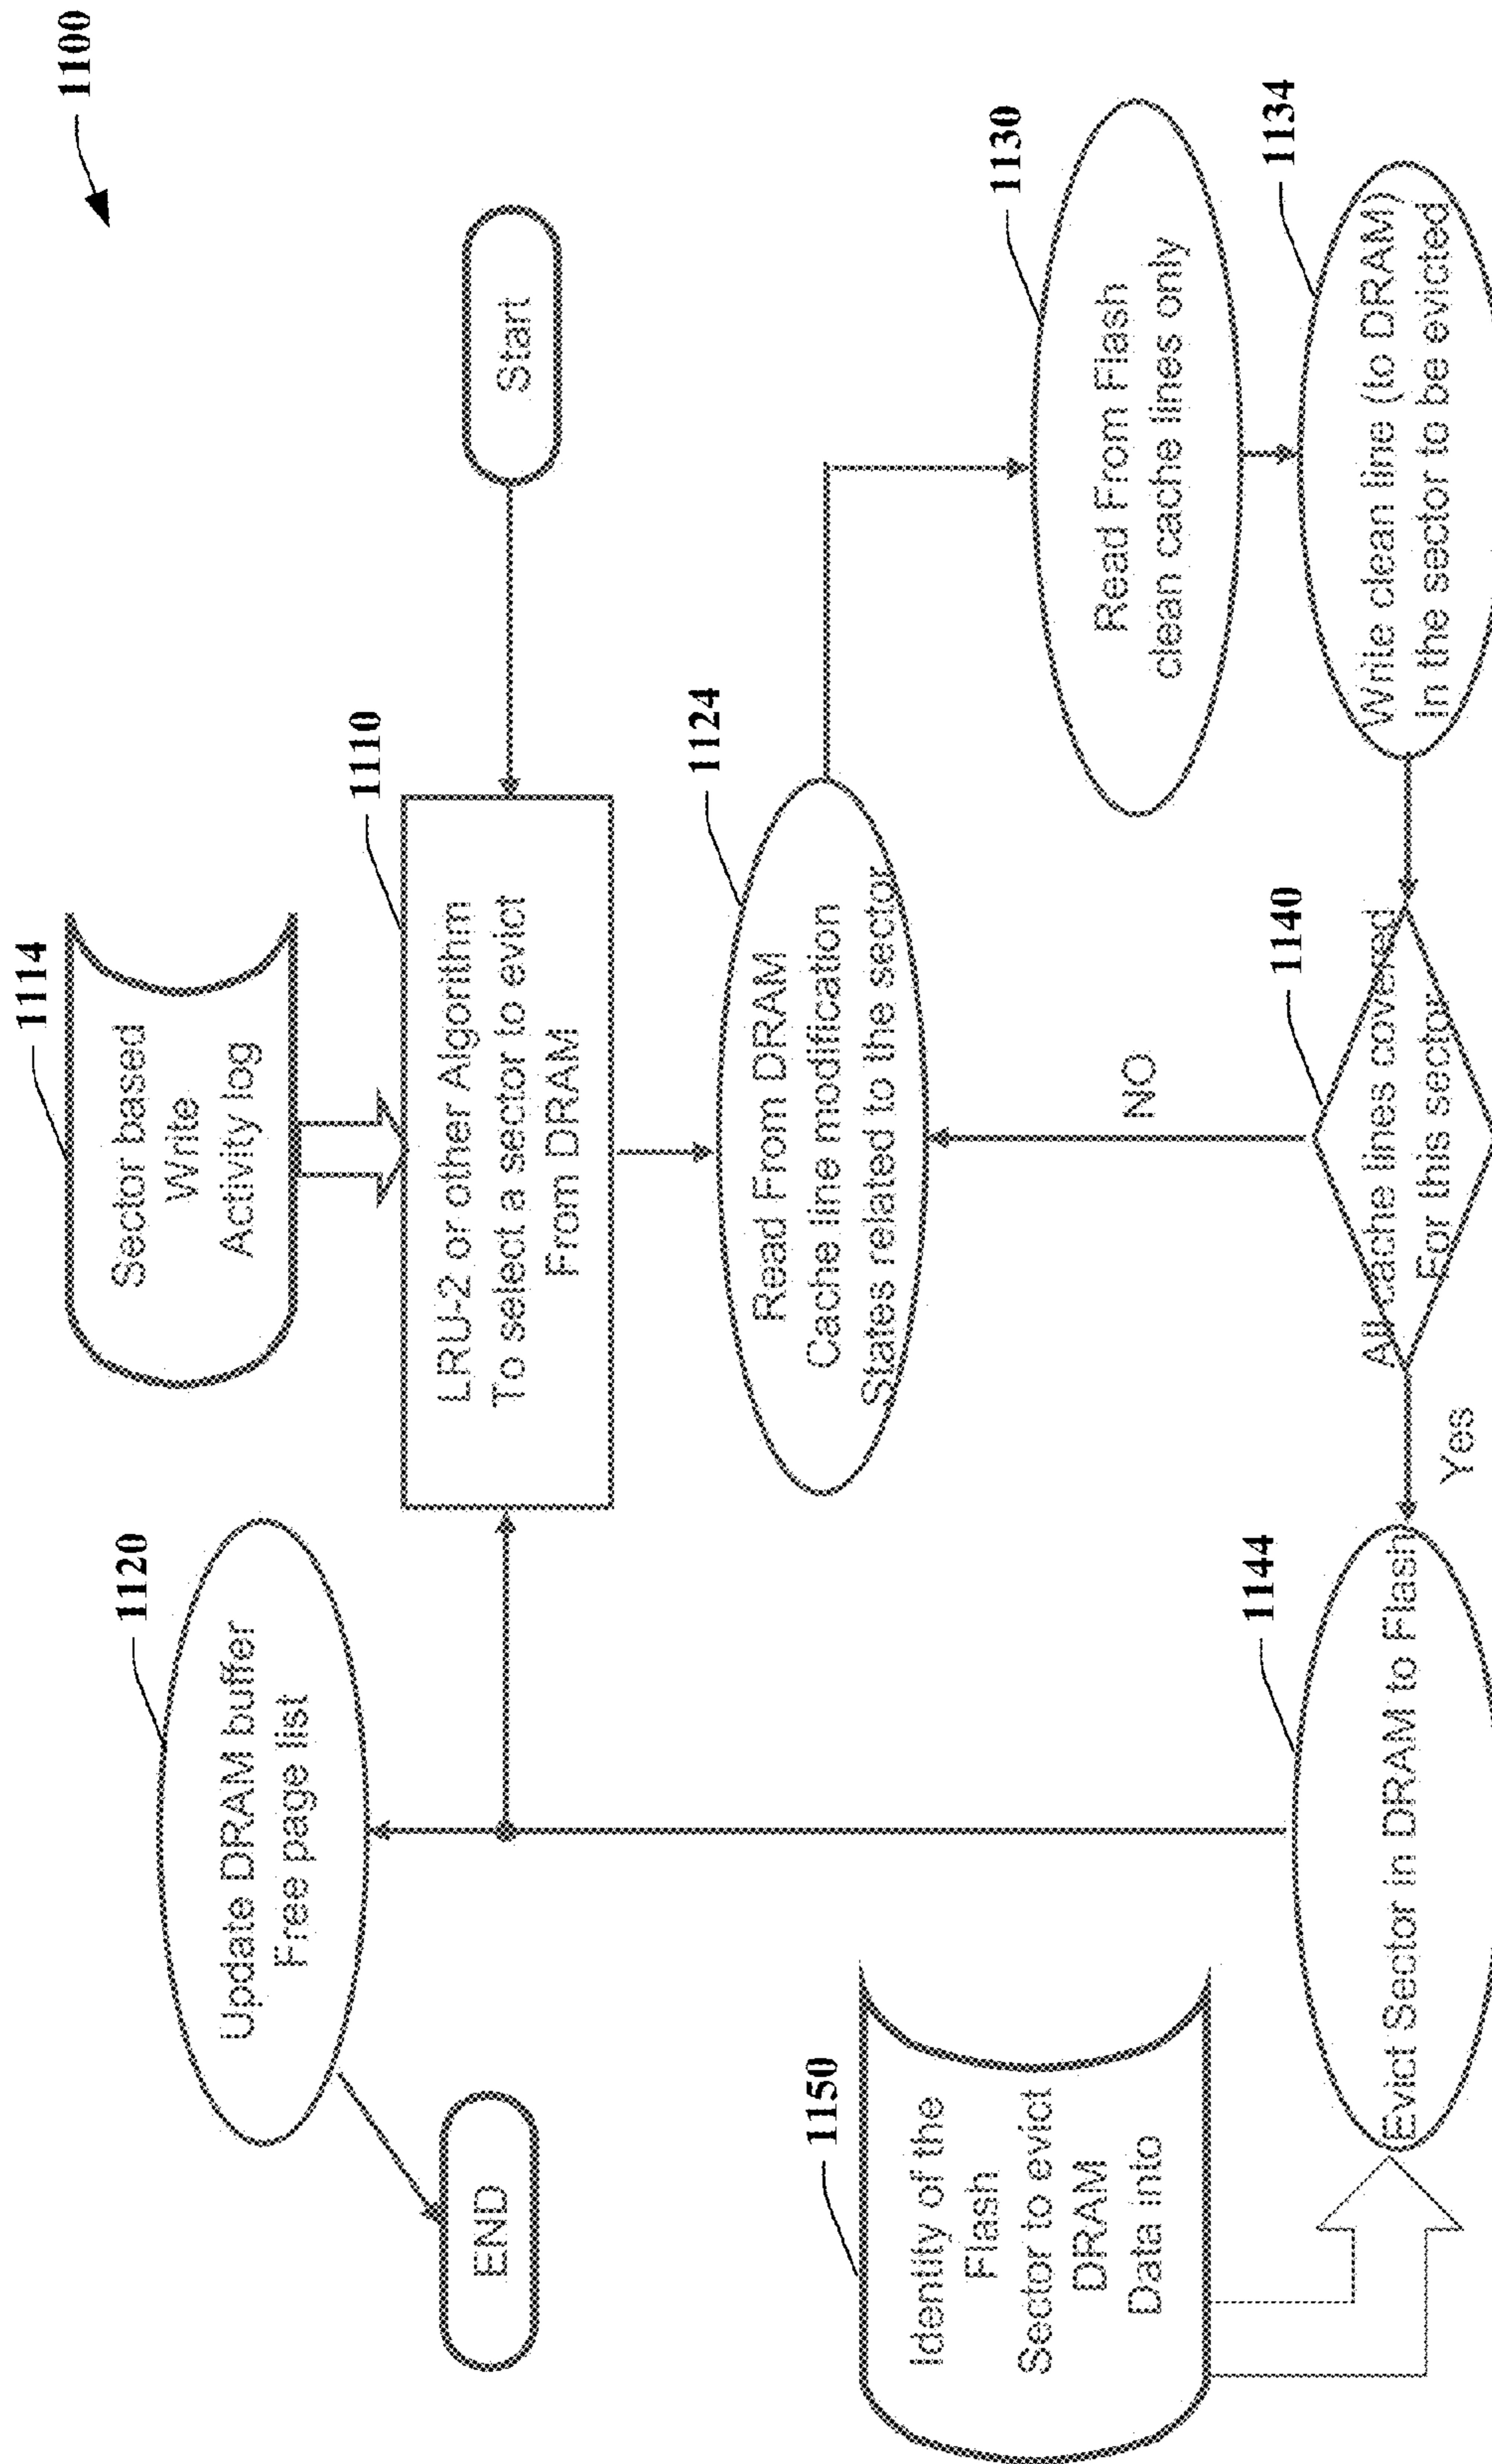 1100
1114
Sector based
Write
Activity log
1120
Update DRAM buffer
Free page list
END
1110
LRU-2 or other Algorithm
To select a sector to evict
From DRAM
Start
1124
Read From DRAM
Cache line modification
States related to the sector
1130
Read From Flash
clean cache lines only
1150
Identity of the
Flash
Sector to evict
DRAM
Data into
NO
1144
Evict Sector in DRAM to Flash
Yes
1140
All cache lines covered
For this sector
1134
Write clean line (to DRAM)
In the sector to be evicted